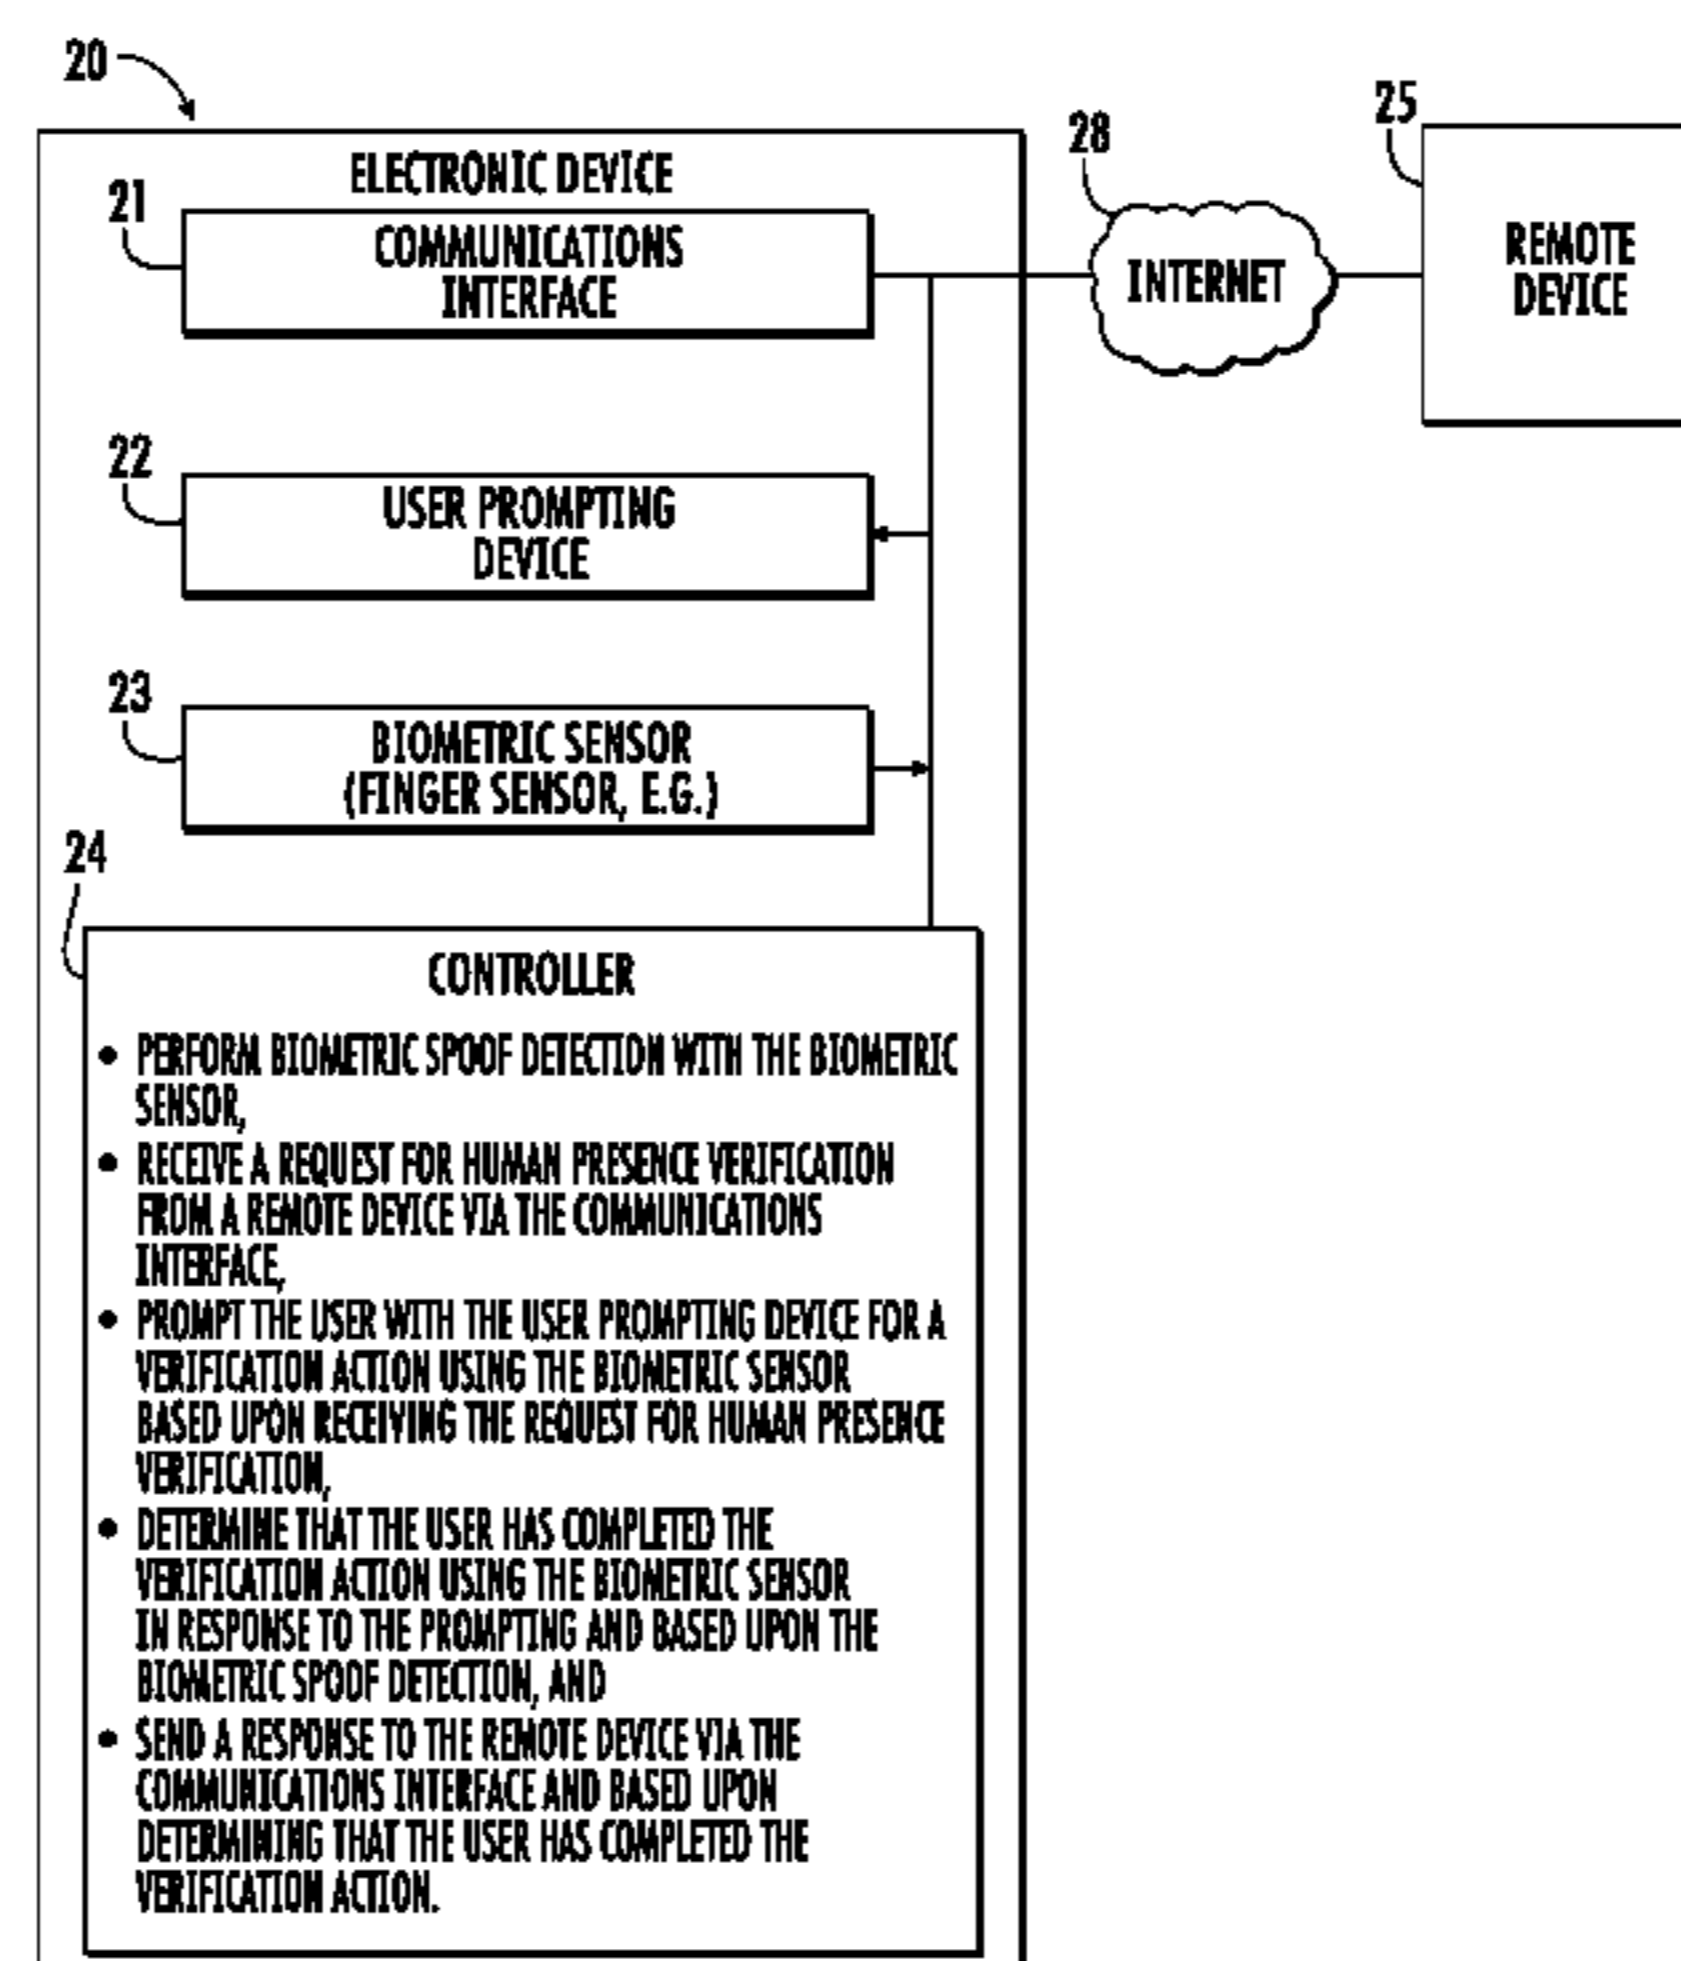 20
25
28
ELECTRONIC DEVICE
21
COMMUNICATIONS
INTERFACE
INTERNET
REMOTE
DEVICE
22
USER PROMPTING
DEVICE
23
BIOMETRIC SENSOR
(FINGER SENSOR, E.G.)
24
CONTROLLER
• PERFORM BIOMETRIC SPOOF DETECTION WITH THE BIOMETRIC
SENSOR,
• RECEIVE A REQUEST FOR HUMAN PRESENCE VERIFICATION
FROM A REMOTE DEVICE VIA THE COMMUNICATIONS
INTERFACE,
• PROMPT THE USER WITH THE USER PROMPTING DEVICE FOR A
VERIFICATION ACTION USING THE BIOMETRIC SENSOR
BASED UPON RECEIVING THE REQUEST FOR HUMAN PRESENCE
VERIFICATION,
• DETERMINE THAT THE USER HAS COMPLETED THE
VERIFICATION ACTION USING THE BIOMETRIC SENSOR
IN RESPONSE TO THE PROMPTING AND BASED UPON THE
BIOMETRIC SPOOF DETECTION, AND
• SEND A RESPONSE TO THE REMOTE DEVICE VIA THE
COMMUNICATIONS INTERFACE AND BASED UPON
DETERMINING THAT THE USER HAS COMPLETED THE
VERIFICATION ACTION.